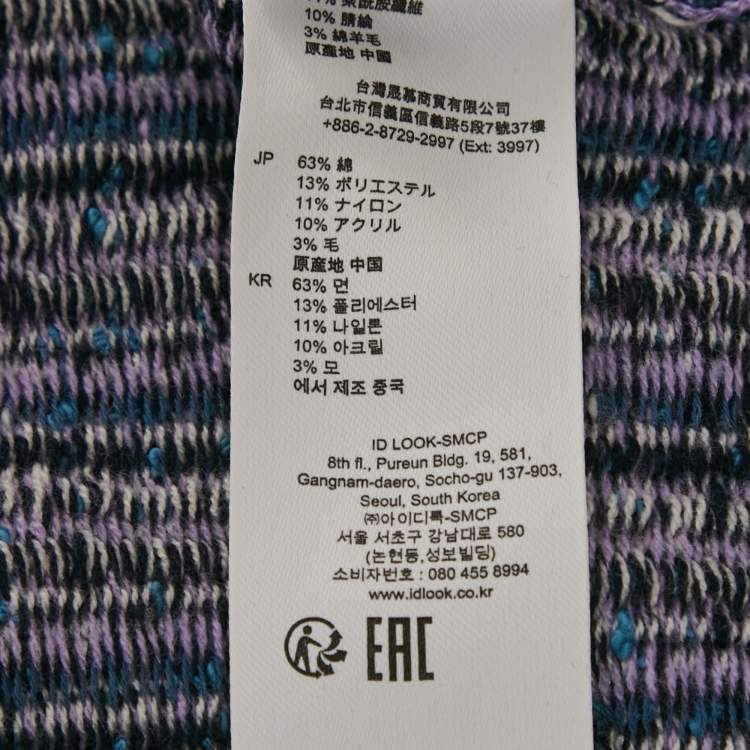 10% 腈綸
3% 綿羊毛
原產地 中國
台灣晟慕商貿有限公司
台北市信義區信義路5段7號37樓
+886-2-8729-2997 (Ext: 3997)
JP 63% 綿
13% ポリエステル
11% ナイロン
10% アクリル
3% 毛
原産地 中国
KR 63% 면
13% 폴리에스터
11% 나일론
10% 아크릴
3% 모
에서 제조 중국
ID LOOK-SMCP
8th fl., Pureun Bldg. 19, 581,
Gangnam-daero, Socho-gu 137-903,
Seoul, South Korea
㈜아이디룩-SMCP
서울 서초구 강남대로 580
(논현동,성보빌딩)
소비자번호 : 080 455 8994
www.idlook.co.kr
EAC